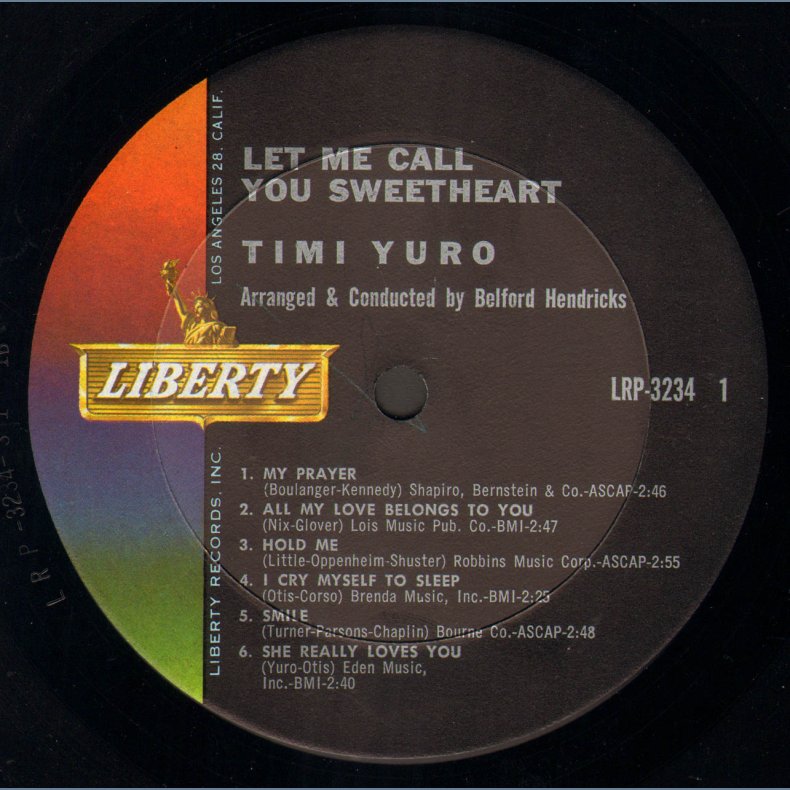 LET ME CALL
YOU SWEETHEART
TIMI YURO
Arranged & Conducted by Belford Hendricks
LIBERTY
LRP-3234 1
1. MY PRAYER
(Boulanger-Kennedy) Shapiro, Bernstein & Co.-ASCAP-2:46
2. ALL MY LOVE BELONGS TO YOU
(Nix-Glover) Lois Music Pub. Co.-BMI-2:47
3. HOLD ME
(Little-Oppenheim-Shuster) Robbins Music Corp.-ASCAP-2:55
4. I CRY MYSELF TO SLEEP
(Otis-Corso) Brenda Music, Inc.-BMI-2:25
5. SMILE
(Turner-Parsons-Chaplin) Bourne Co.-ASCAP-2:48
6. SHE REALLY LOVES YOU
(Yuro-Otis) Eden Music,
Inc.-BMI-2:40
LIBERTY RECORDS, INC. LOS ANGELES 28, CALIF.